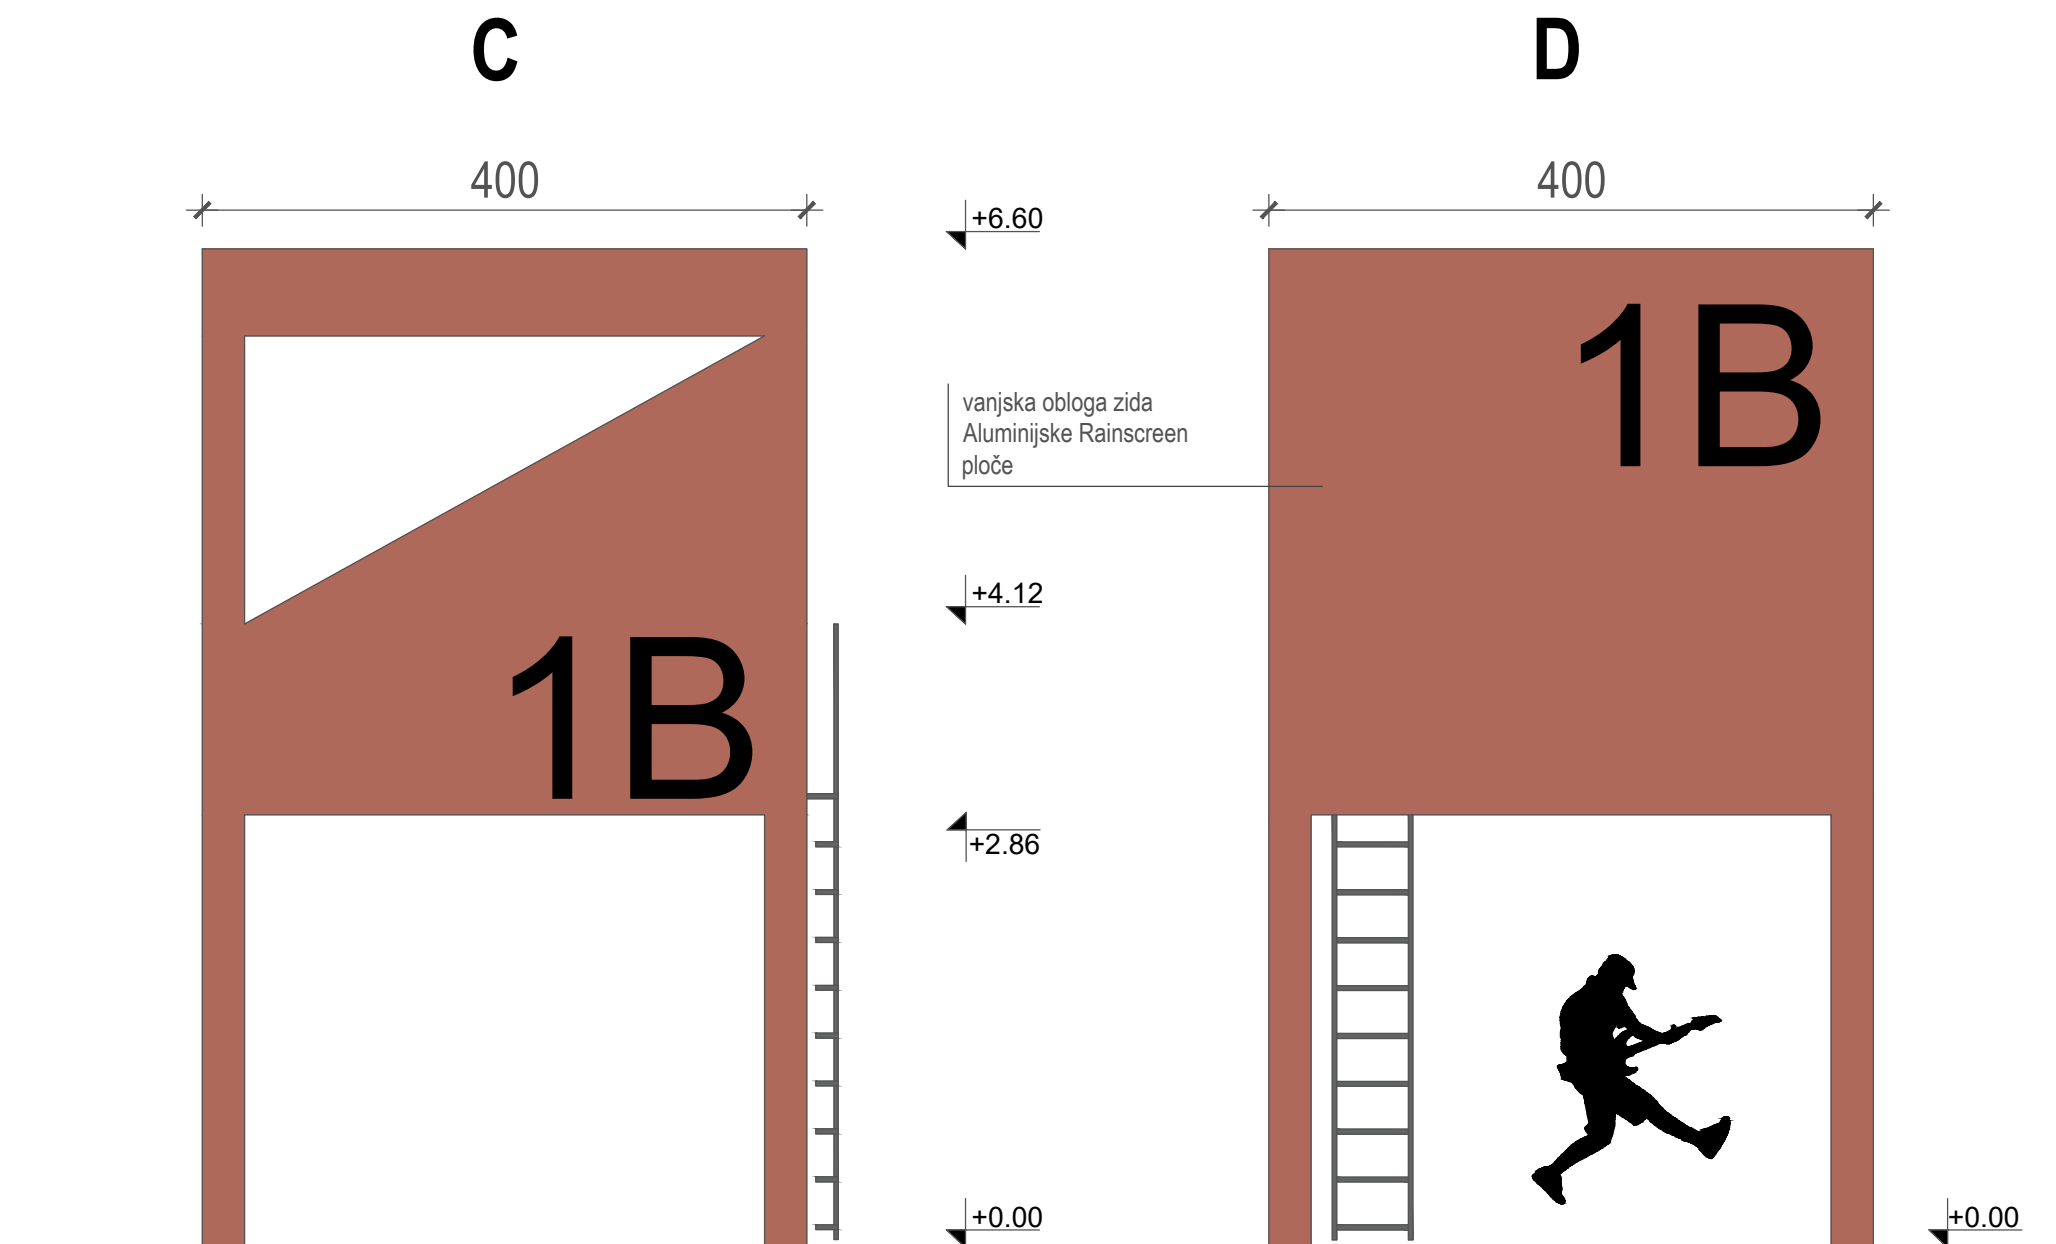 C
D
400
400
+6.60
1B
vanjska obloga zida
Aluminijske Rainscreen
ploče
+4.12
1B
+2.86
+0.00
+0.00